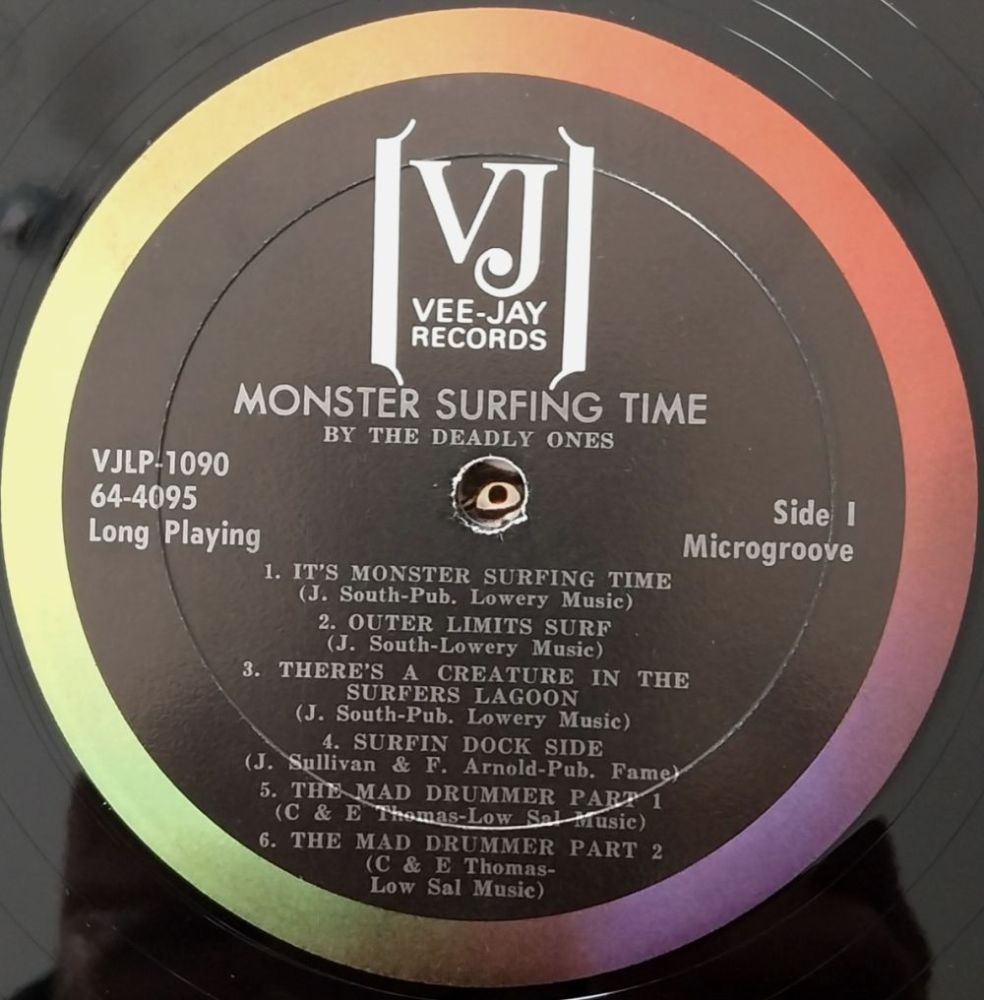 VJ
VEE-JAY
RECORDS
MONSTER SURFING TIME
BY THE DEADLY ONES
VJLP-1090
64-4095
Long Playing
Side I
Microgroove
1. IT'S MONSTER SURFING TIME
(J. South-Pub. Lowery Music)
2. OUTER LIMITS SURF
(J. South-Lowery Music)
3. THERE'S A CREATURE IN THE
SURFERS LAGOON
(J. South-Pub. Lowery Music)
4. SURFIN DOCK SIDE
(J. Sullivan & F. Arnold-Pub. Fame)
5. THE MAD DRUMMER PART 1
(C & E Thomas-Low Sal Music)
6. THE MAD DRUMMER PART 2
(C & E Thomas-
Low Sal Music)